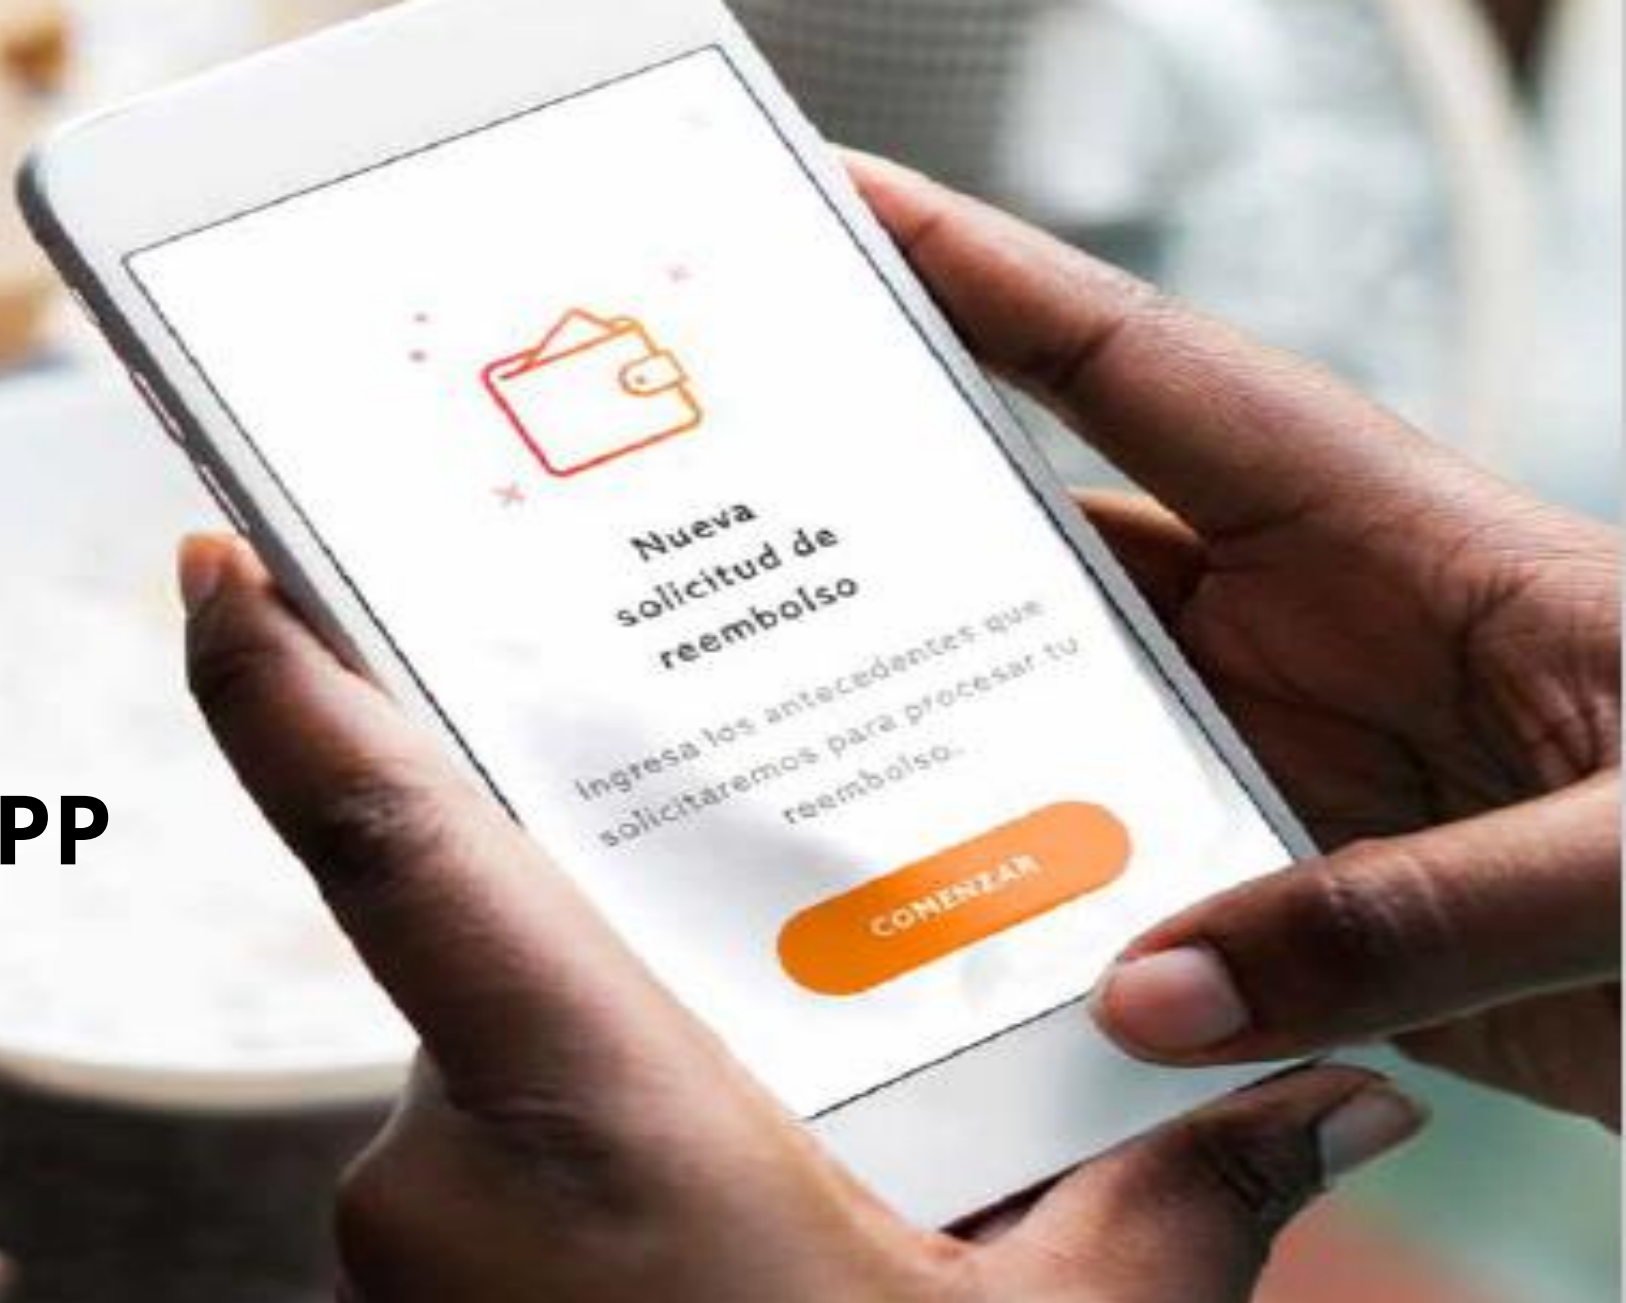 Nueva
solicitud de
reembolso
Ingresa los antecedentes que
solicitaremos para procesar tu
reembolso..
COMENZAR
PP